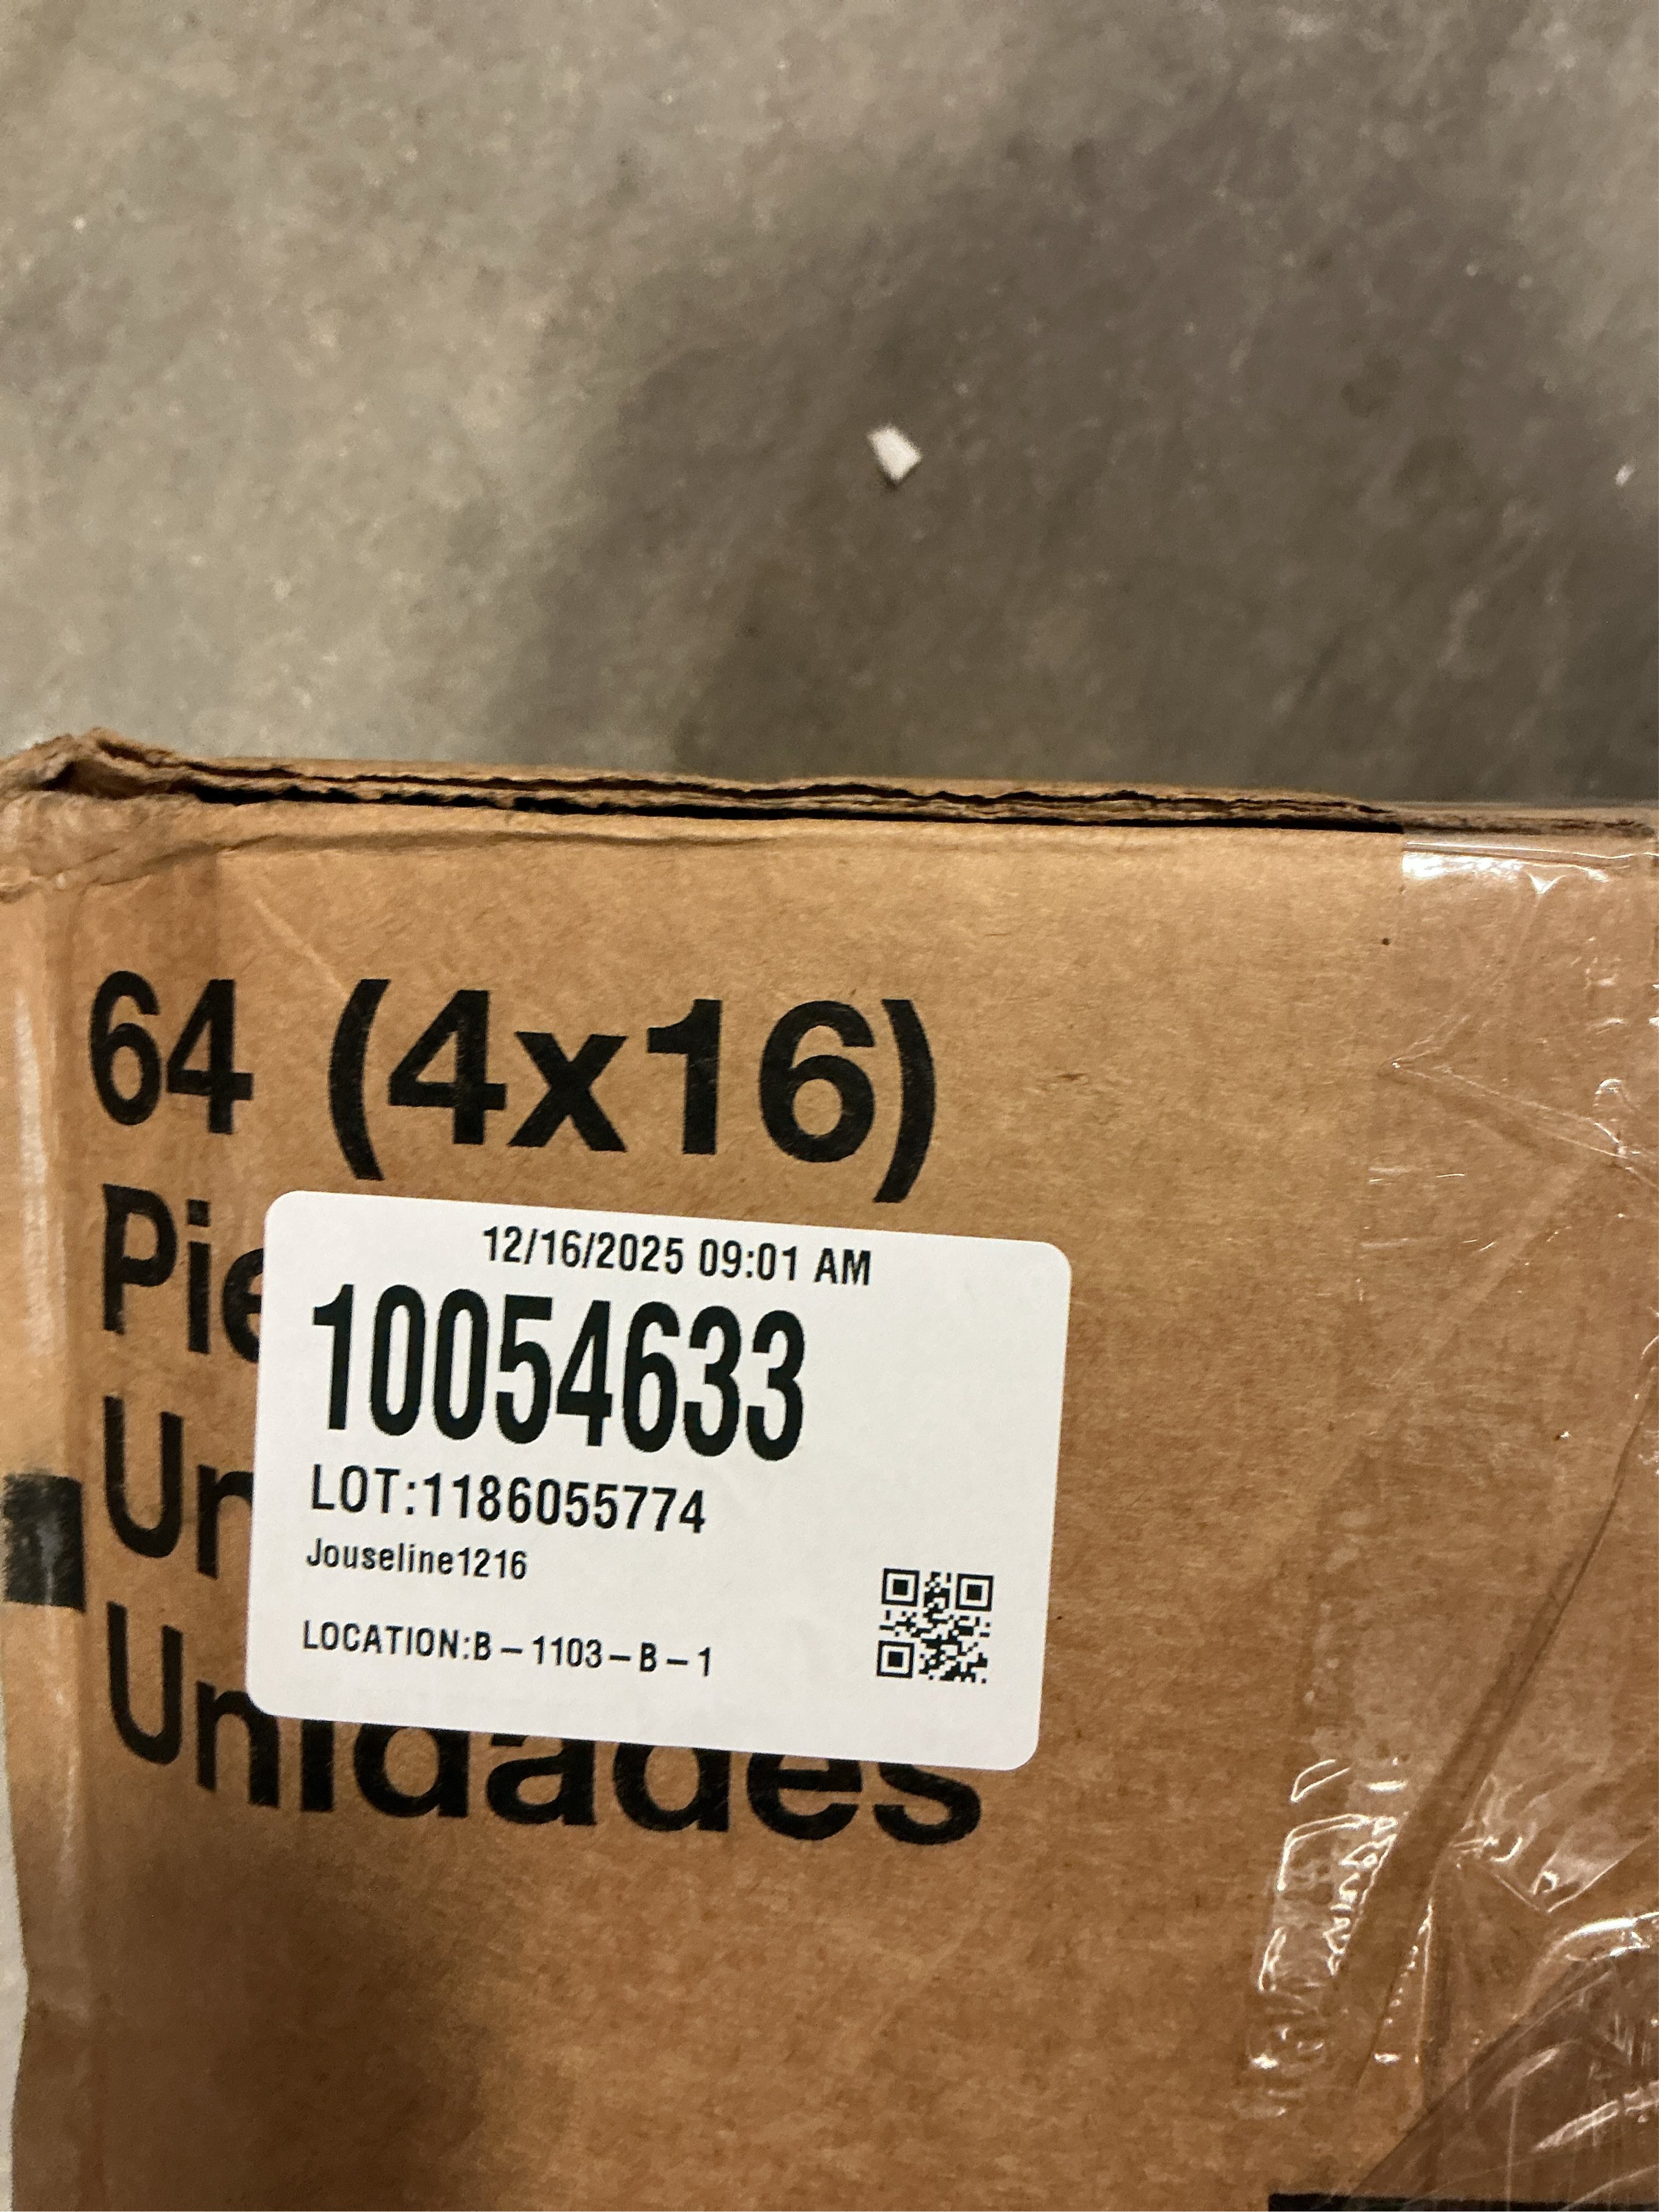 64 (4x16)
12/16/2025 09:01 AM
10054633
LOT:1186055774
Jouseline1216
LOCATION:B-1103-B-1
Unidades